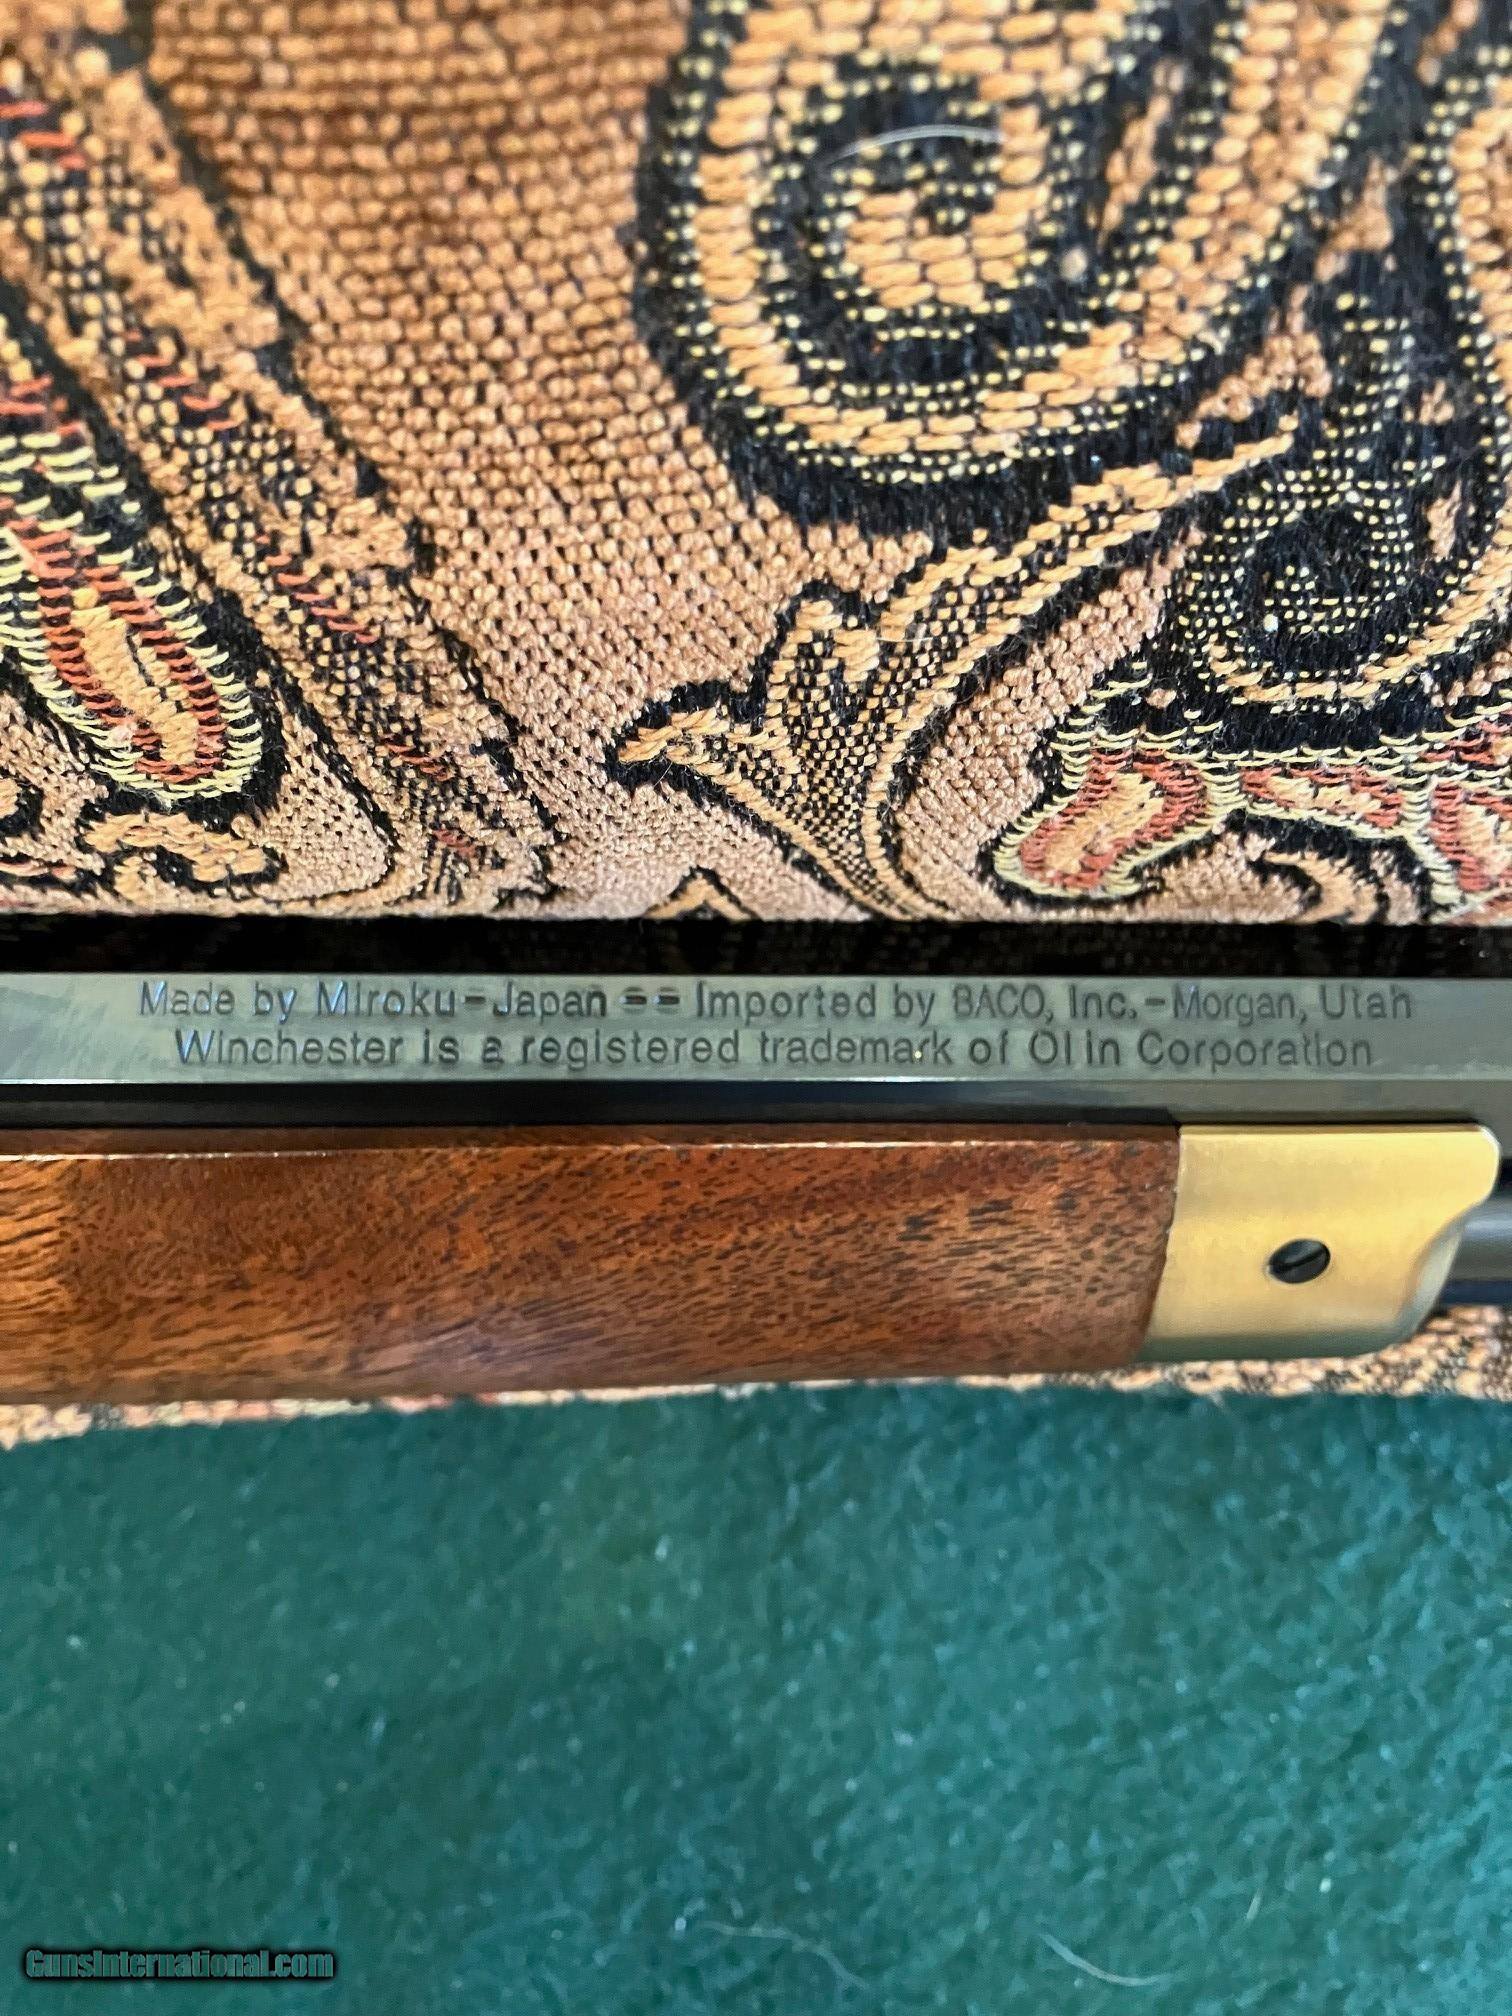 Made by Miroku-Japan == Imported by BACO, Inc.-Morgan, Utah
Winchester is a registered trademark of Olin Corporation
GunsInternational.com